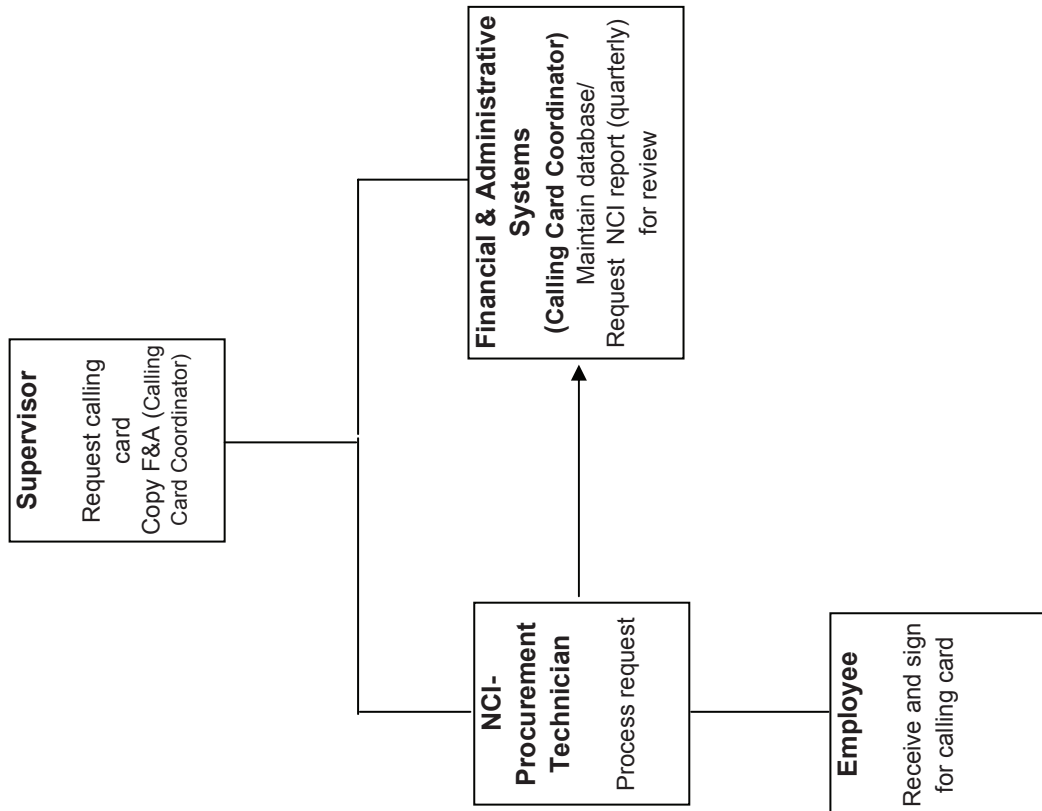 Supervisor
Request calling
card
Copy F&A (Calling
Card Coordinator)
NCI-
Procurement
Technician
Process request
Financial & Administrative
Systems
(Calling Card Coordinator)
Maintain database/
Request NCI report (quarterly)
for review
Employee
Receive and sign
for calling card